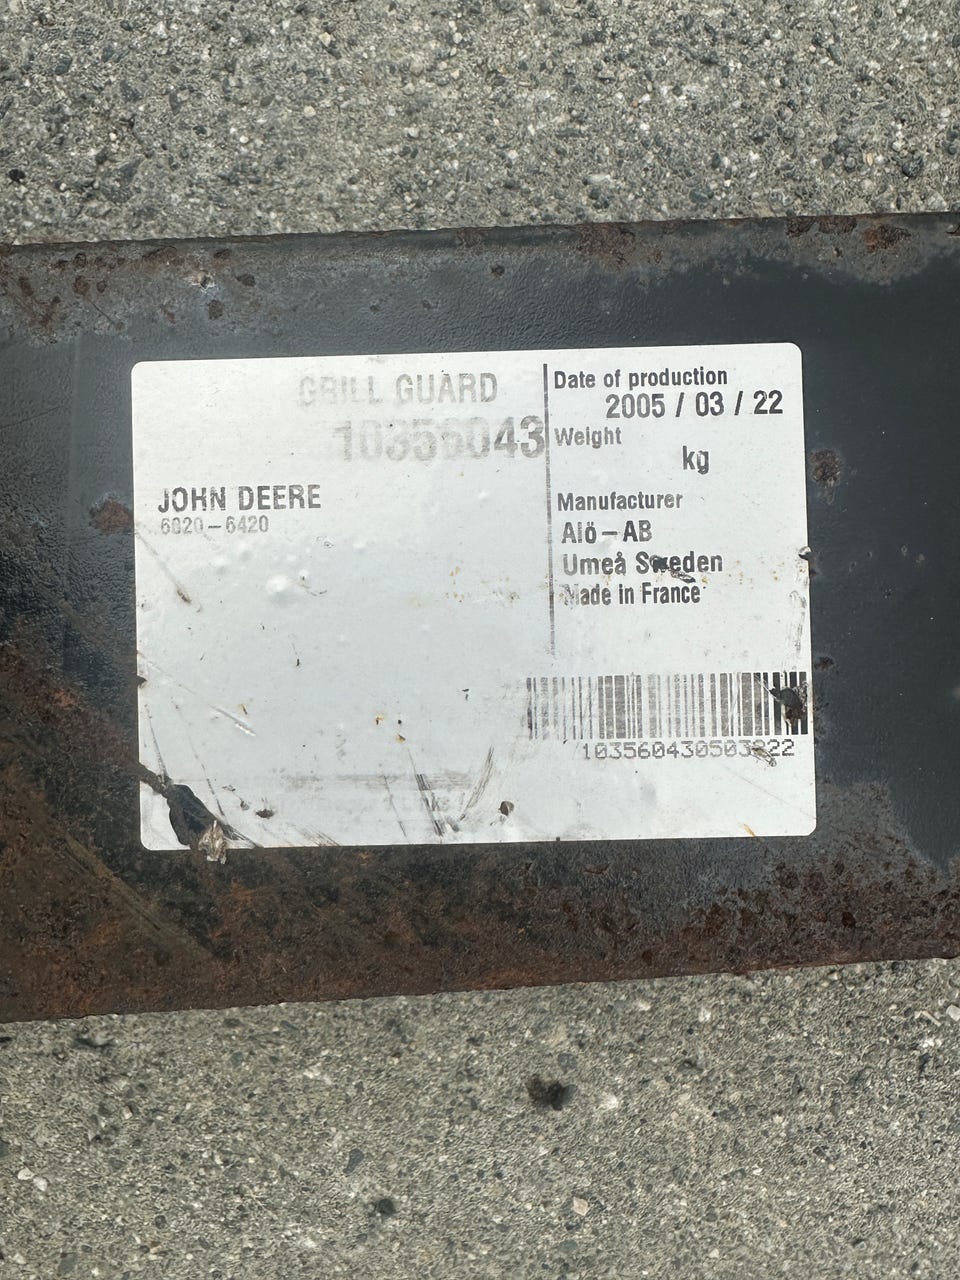 GRILL GUARD
10356043
JOHN DEERE
6020-6420
Date of production
2005 / 03 / 22
Weight
kg
Manufacturer
Alö-AB
Umeå Sweden
Made in France
10356043050322